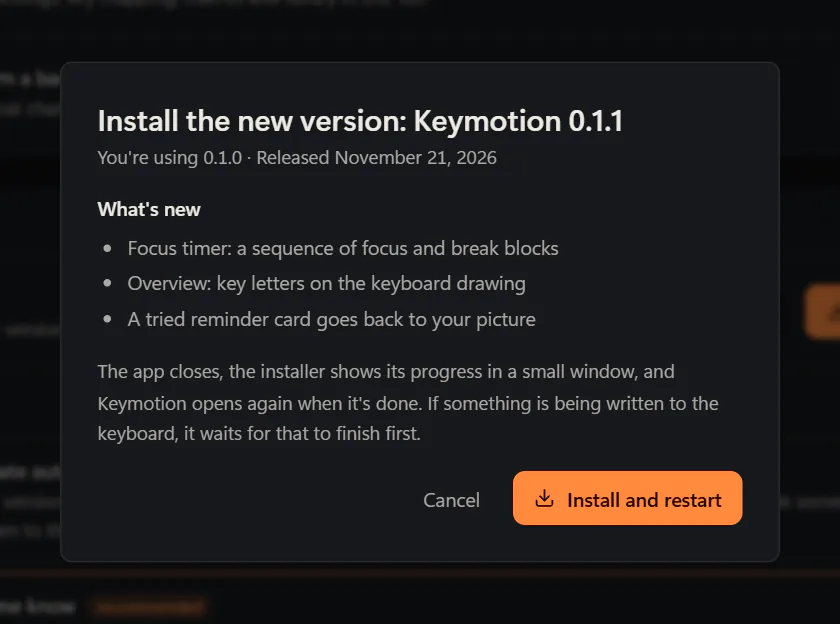 Install the new version: Keymotion 0.1.1
You're using 0.1.0 · Released November 21, 2026
What's new
• Focus timer: a sequence of focus and break blocks
• Overview: key letters on the keyboard drawing
• A tried reminder card goes back to your picture
The app closes, the installer shows its progress in a small window, and
Keymotion opens again when it's done. If something is being written to the
keyboard, it waits for that to finish first.
Cancel
Install and restart